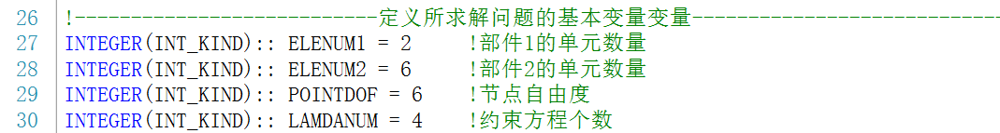 26 !---------------------------定义所求解问题的基本变量变量----------------------------
27 INTEGER(INT_KIND):: ELENUM1 = 2 !部件1的单元数量
28 INTEGER(INT_KIND):: ELENUM2 = 6 !部件2的单元数量
29 INTEGER(INT_KIND):: POINTDOF = 6 !节点自由度
30 INTEGER(INT_KIND):: LAMDANUM = 4 !约束方程个数